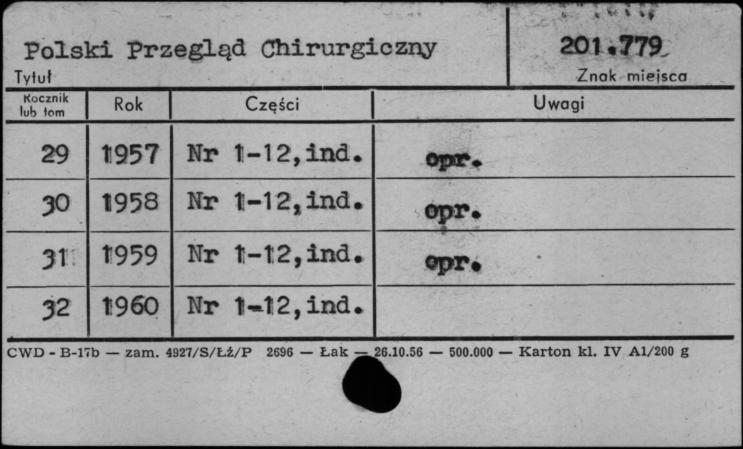 Polski Przegląd Chirurgiczny 201.779
Tytuł Znak miejsca
Rocznik lub tom Rok Części Uwagi
29 1957 Nr 1-12,ind. opr.
30 1958 Nr 1-12,ind. opr.
31 1959 Nr 1-12,ind. opr.
32 1960 Nr 1-12,ind.
CWD - B-17b — zam. 4927/S/Łź/P 2696 — Łak — 26.10.56 — 500.000 — Karton kl. IV A1/200 g